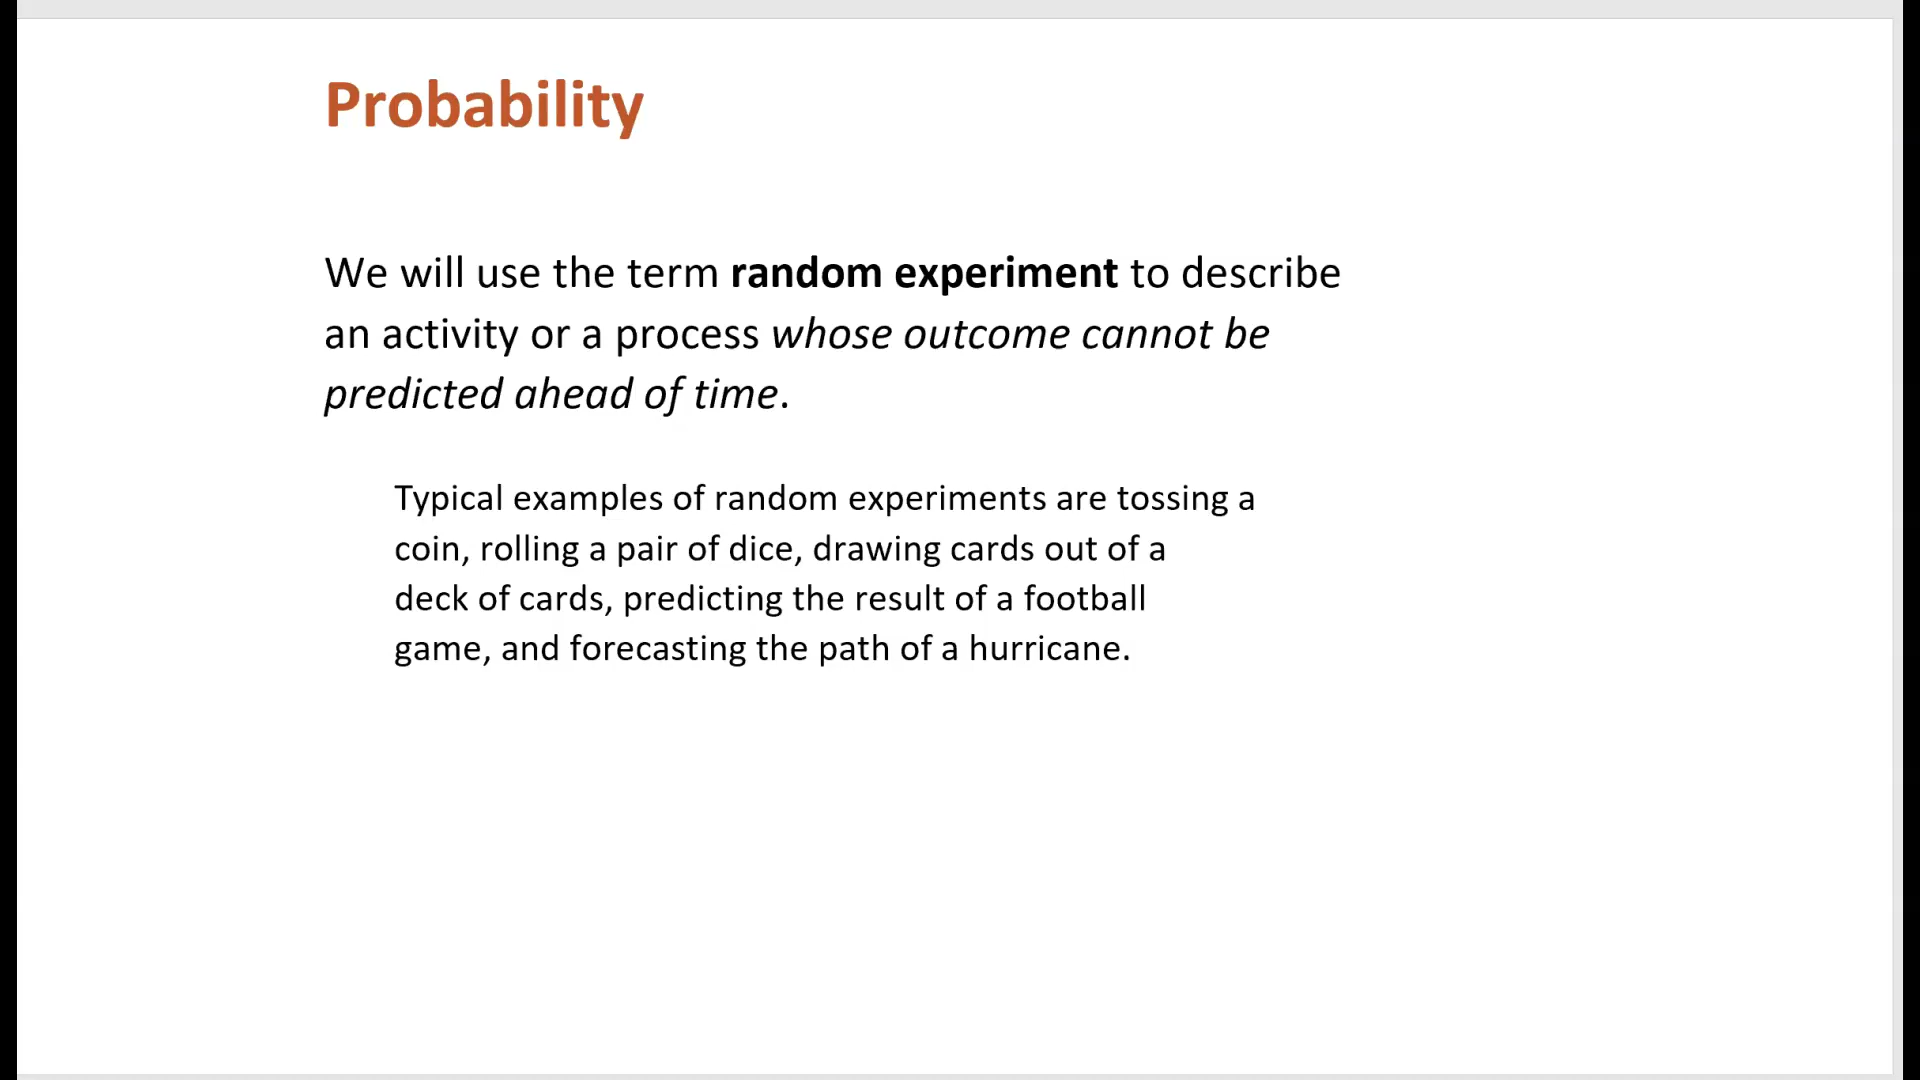 Probability
We will use the term random experiment to describe
an activity or a process whose outcome cannot be
predicted ahead of time.
Typical examples of random experiments are tossing a
coin, rolling a pair of dice, drawing cards out of a
deck of cards, predicting the result of a football
game, and forecasting the path of a hurricane.